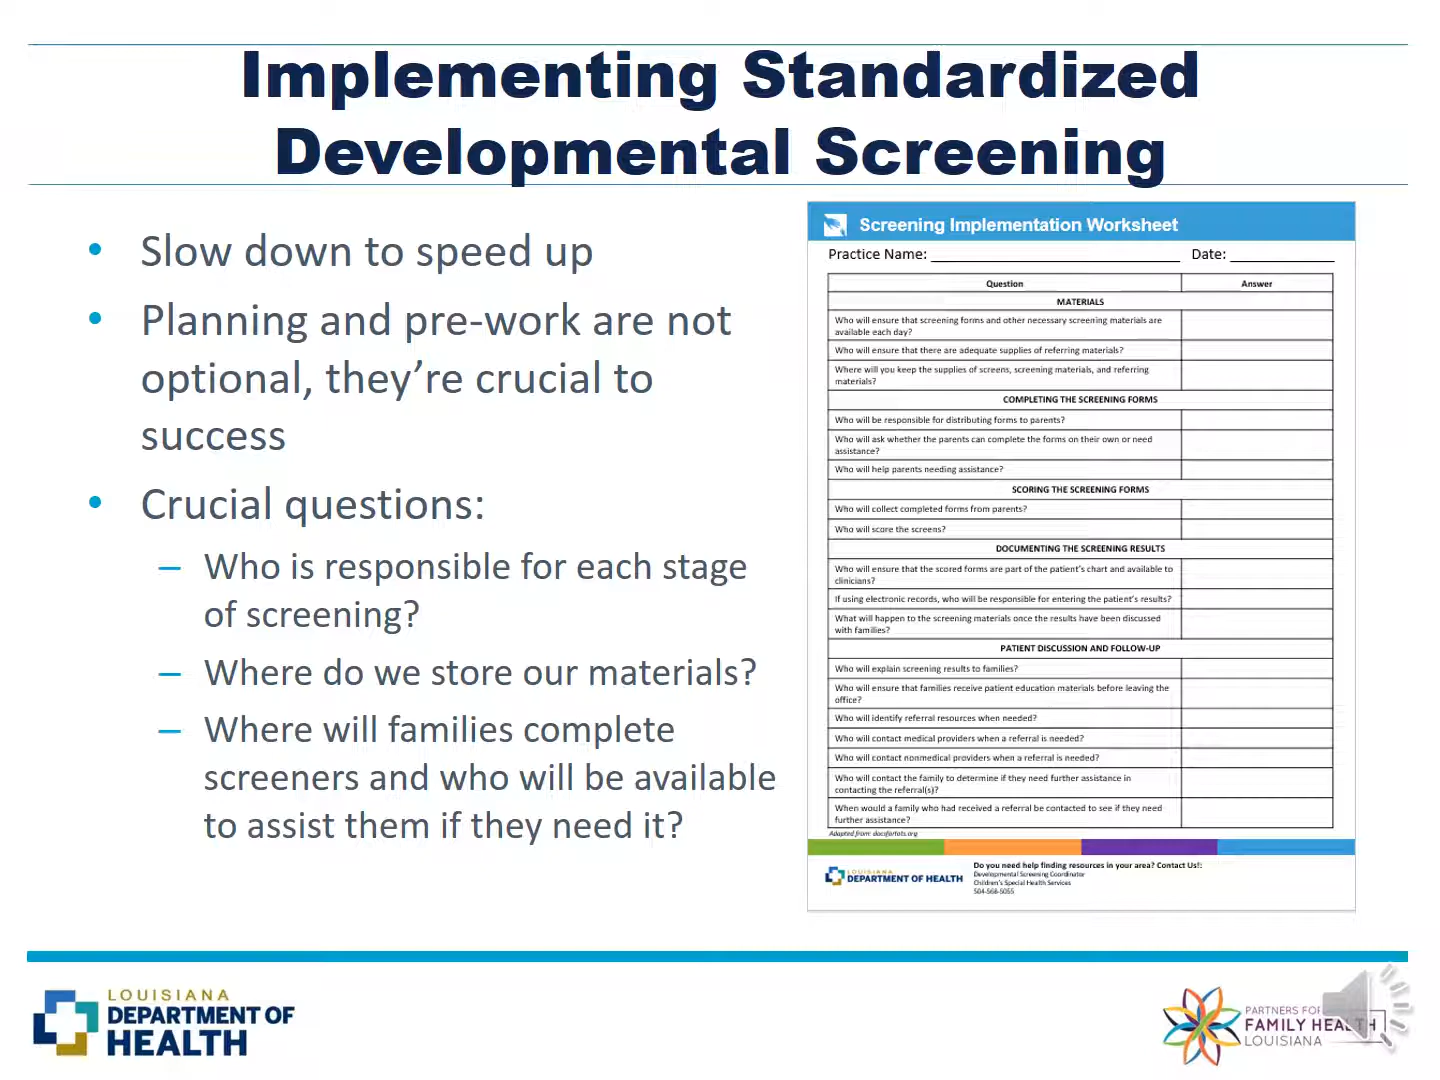 Implementing Standardized
Developmental Screening
• Slow down to speed up
• Planning and pre-work are not
optional, they’re crucial to
success
• Crucial questions:
– Who is responsible for each stage
of screening?
– Where do we store our materials?
– Where will families complete
screeners and who will be available
to assist them if they need it?
Screening Implementation Worksheet
Practice Name: Date:
Question Answer
MATERIALS
Who will ensure that screening forms and other necessary screening materials are
available each day?
Who will ensure that there are adequate supplies of referring materials?
Where will you keep the supplies of screens, screening materials, and referring
materials?
COMPLETING THE SCREENING FORMS
Who will be responsible for distributing forms to parents?
Who will ask whether the parents can complete the forms on their own or need
assistance?
Who will help parents needing assistance?
SCORING THE SCREENING FORMS
Who will collect completed forms from parents?
Who will score the screens?
DOCUMENTING THE SCREENING RESULTS
Who will ensure that the scored forms are part of the patient’s chart and available to
clinicians?
If using electronic records, who will be responsible for entering the patient’s results?
What will happen to the screening materials once the results have been discussed
with families?
PATIENT DISCUSSION AND FOLLOW-UP
Who will explain screening results to families?
Who will ensure that families receive patient education materials before leaving the
office?
Who will identify referral resources when needed?
Who will contact medical providers when a referral is needed?
Who will contact nonmedical providers when a referral is needed?
Who will contact the family to determine if they need further assistance in
contacting the referral(s)?
When would a family who had received a referral be contacted to see if they need
further assistance?
Adapted from: docsfortots.org
LOUISIANA
DEPARTMENT OF HEALTH
Do you need help finding resources in your area? Contact Us!:
Developmental Screening Coordinator
Children’s Special Health Services
504-568-5055
LOUISIANA
DEPARTMENT OF
HEALTH
PARTNERS FOR
FAMILY HEALTH
LOUISIANA